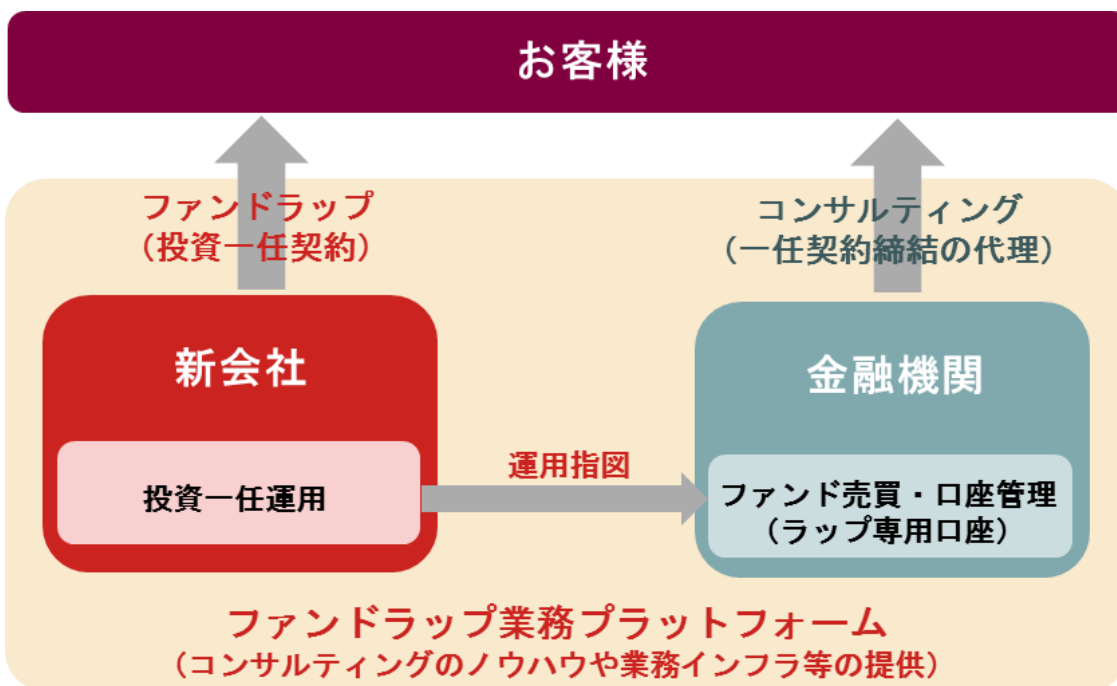 お客様
ファンドラップ
（投資一任契約）
コンサルティング
（一任契約締結の代理）
新会社
金融機関
投資一任運用
運用指図
ファンド売買・口座管理
（ラップ専用口座）
ファンドラップ業務プラットフォーム
（コンサルティングのノウハウや業務インフラ等の提供）